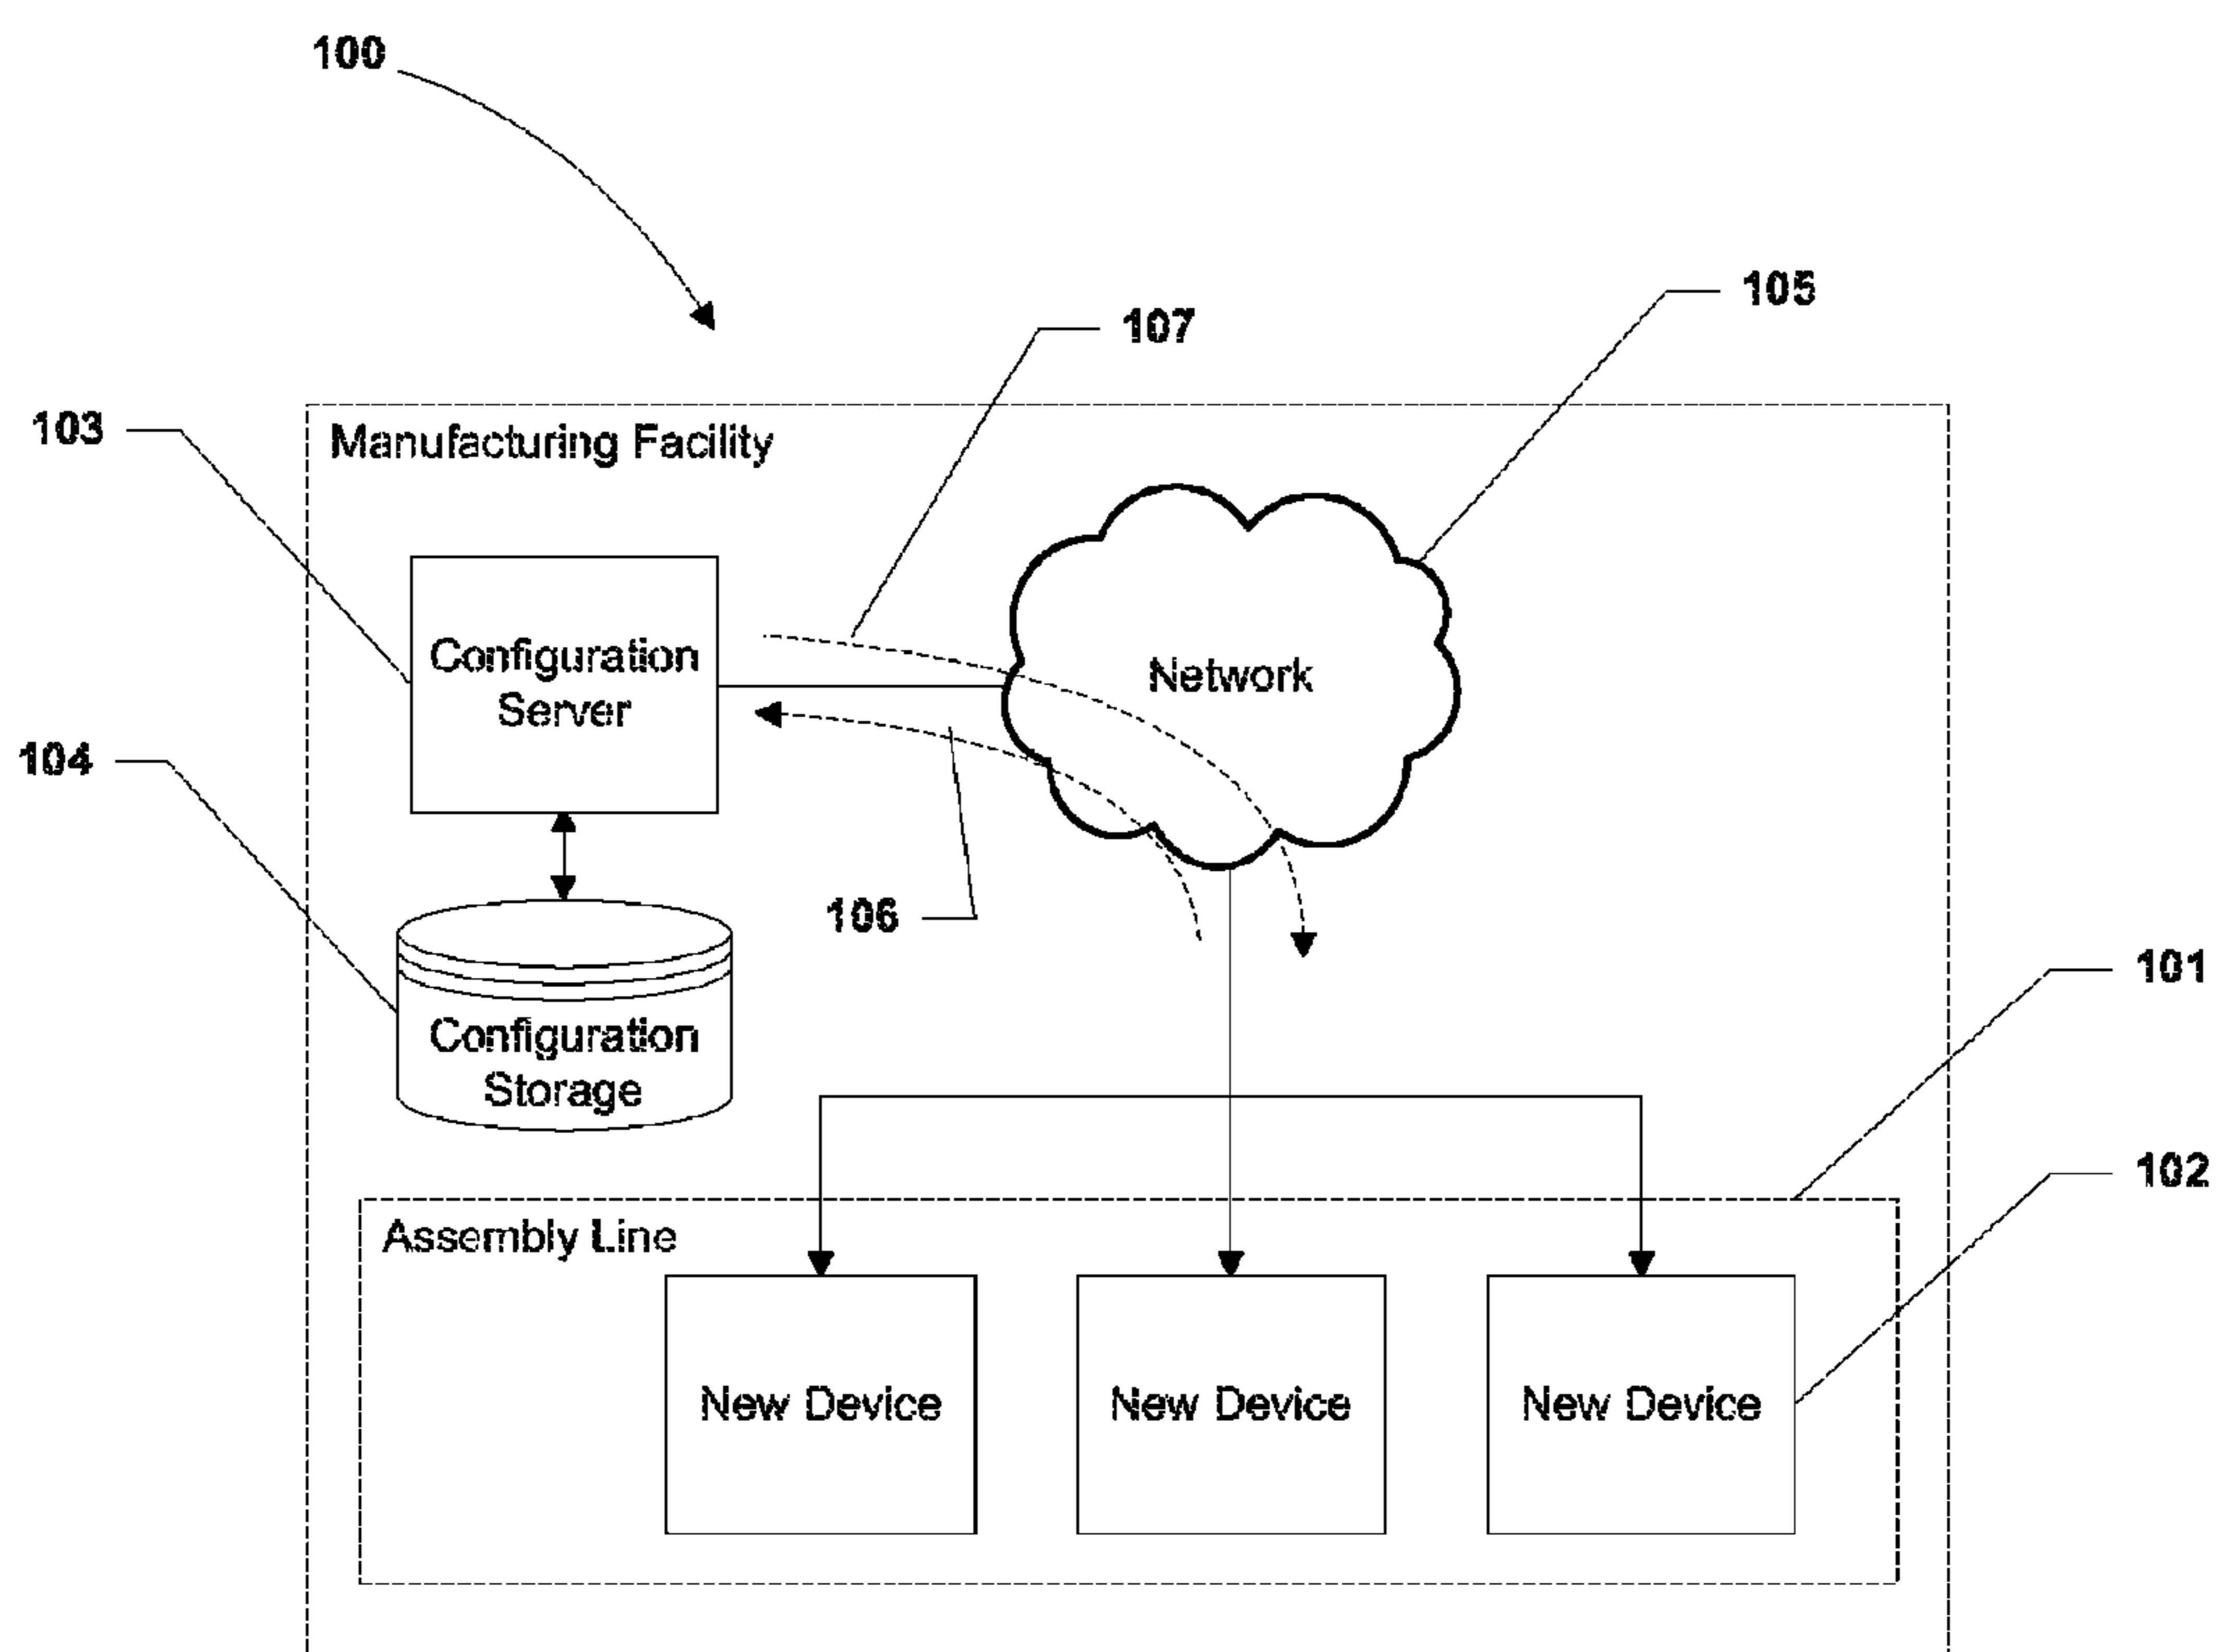 100
105
107
103
Manufacturing Facility
Configuration
Server
Network
104
106
101
Configuration
Storage
102
Assembly Line
New Device
New Device
New Device